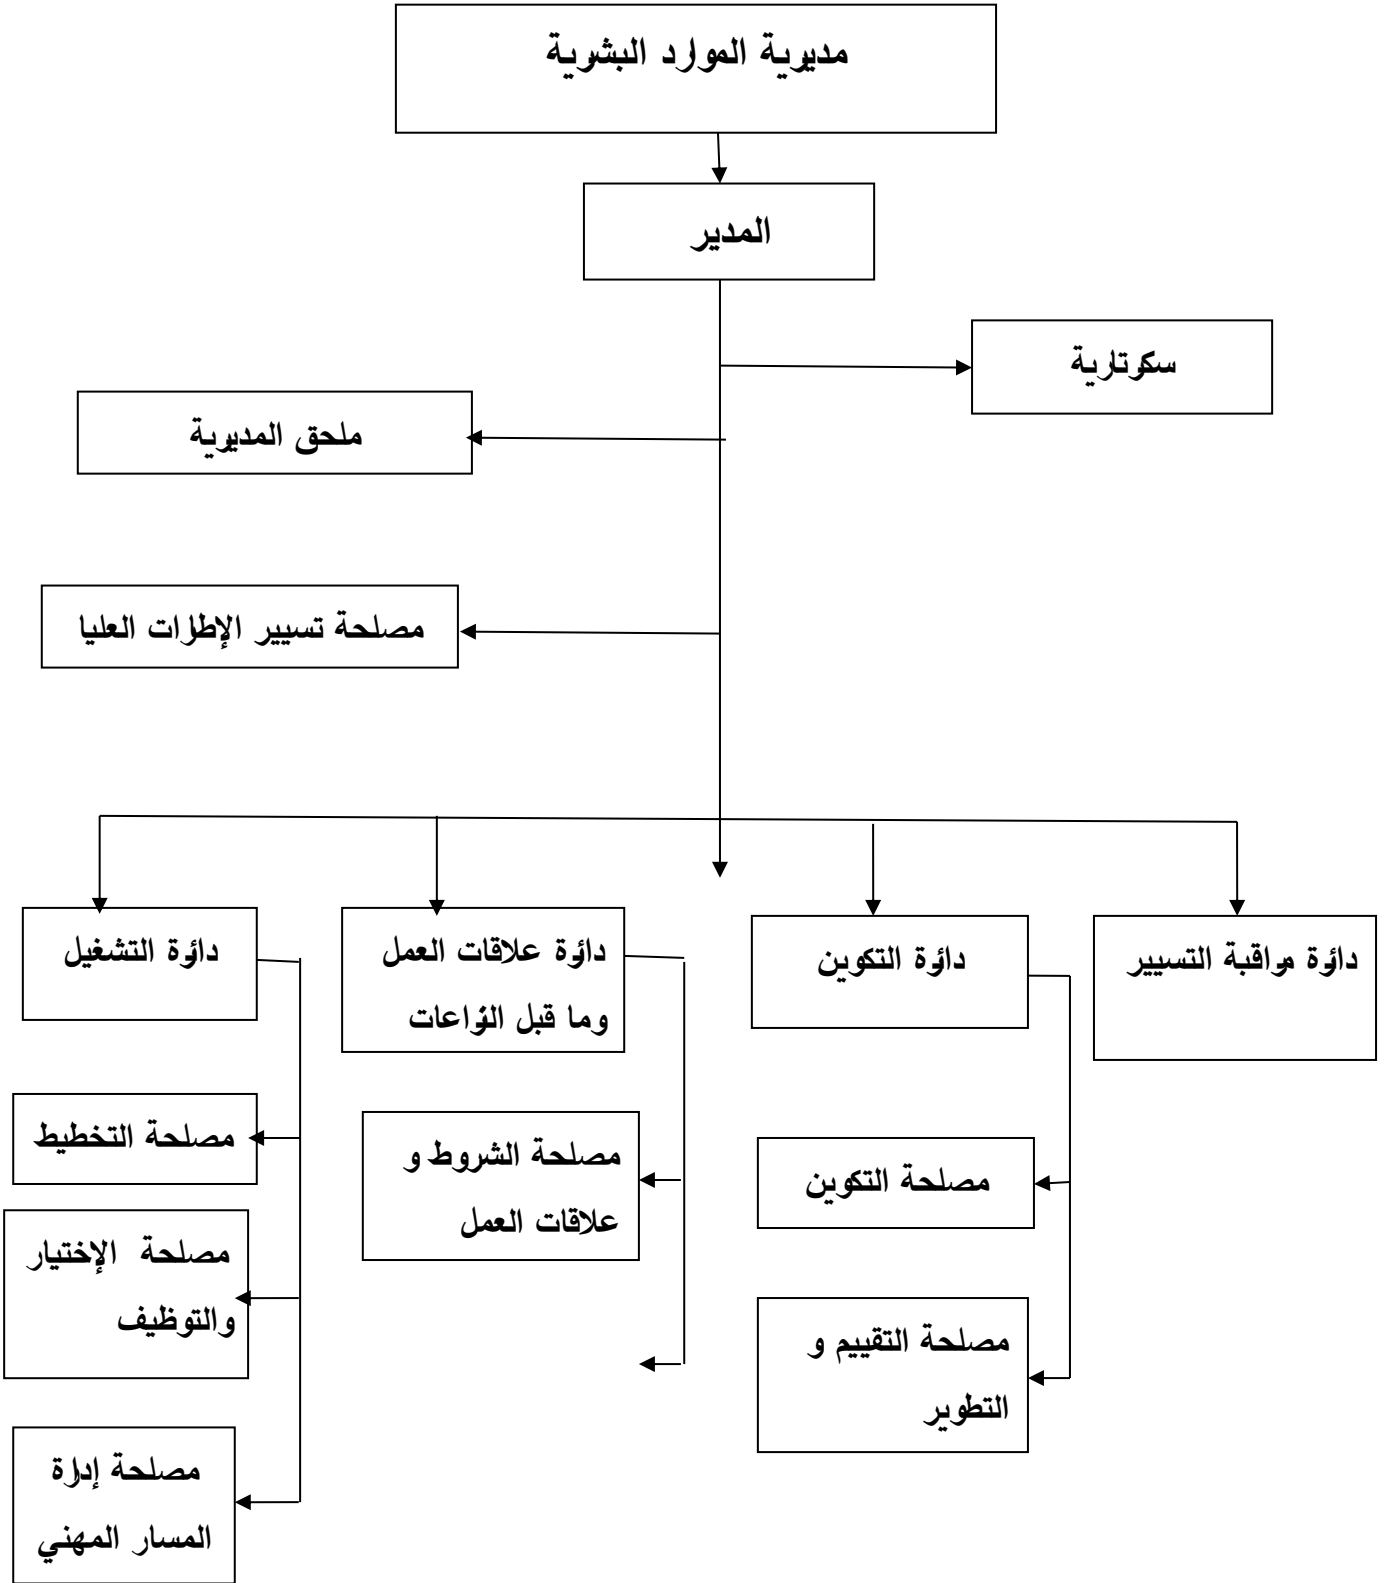 مديرية الموارد البشرية
المدير
سكرتارية
ملحق المديرية
مصلحة تسيير الإطارات العليا
دائرة مراقبة التسيير
دائرة التكوين
دائرة علاقات العمل
وما قبل النزاعات
دائرة التشغيل
مصلحة التكوين
مصلحة الشروط و
علاقات العمل
مصلحة التخطيط
مصلحة التقييم و
التطوير
مصلحة الإختيار
والتوظيف
مصلحة إدارة
المسار المهني